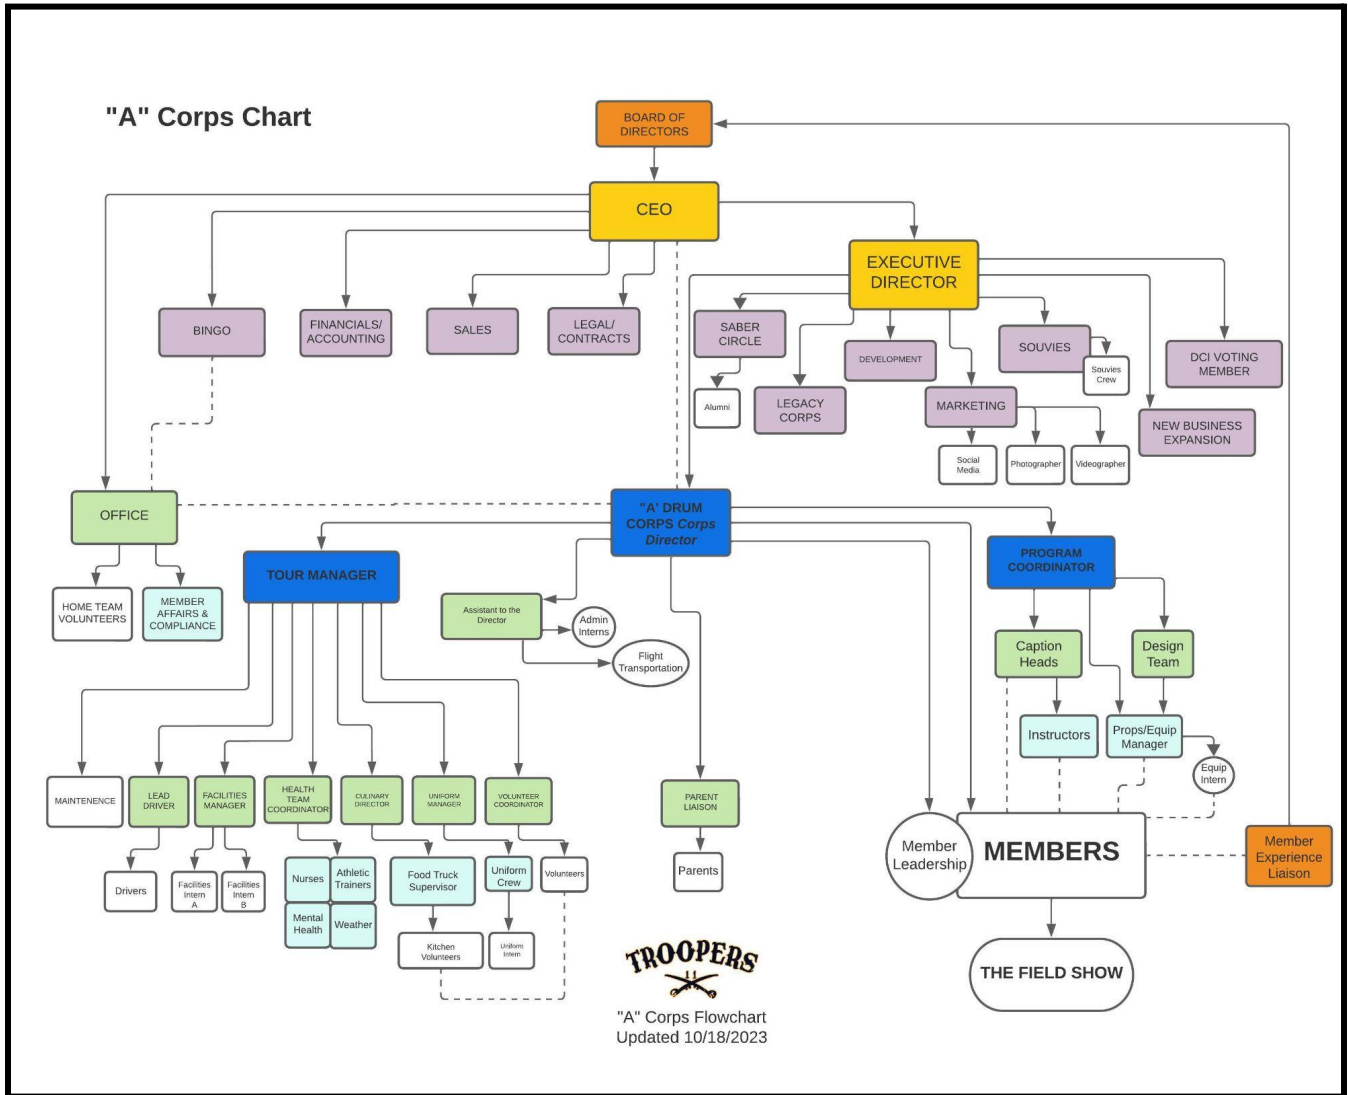 "A" Corps Chart
BOARD OF
DIRECTORS
CEO
EXECUTIVE
DIRECTOR
BINGO
FINANCIALS/
ACCOUNTING
SALES
LEGAL/
CONTRACTS
SABER
CIRCLE
DEVELOPMENT
SOUVIES
Souvies
Crew
DCI VOTING
MEMBER
Alumni
LEGACY
CORPS
MARKETING
NEW BUSINESS
EXPANSION
Social
Media
Photographer
Videographer
OFFICE
"A' DRUM
CORPS Corps
Director
TOUR MANAGER
PROGRAM
COORDINATOR
HOME TEAM
VOLUNTEERS
MEMBER
AFFAIRS &
COMPLIANCE
Assistant to the
Director
Admin
Interns
Flight
Transportation
Caption
Heads
Design
Team
Instructors
Props/Equip
Manager
Equip
Intern
MAINTENENCE
LEAD
DRIVER
FACILITIES
MANAGER
HEALTH
TEAM
COORDINATOR
CULINARY
DIRECTOR
UNIFORM
MANAGER
VOLUNTEER
COORDINATOR
PARENT
LIAISON
Member
Leadership
MEMBERS
Member
Experience
Liaison
Drivers
Facilities
Intern
A
Facilities
Intern
B
Nurses
Athletic
Trainers
Mental
Health
Weather
Food Truck
Supervisor
Uniform
Crew
Volunteers
Parents
Kitchen
Volunteers
Uniform
Intern
THE FIELD SHOW
TROOPERS
"A" Corps Flowchart
Updated 10/18/2023